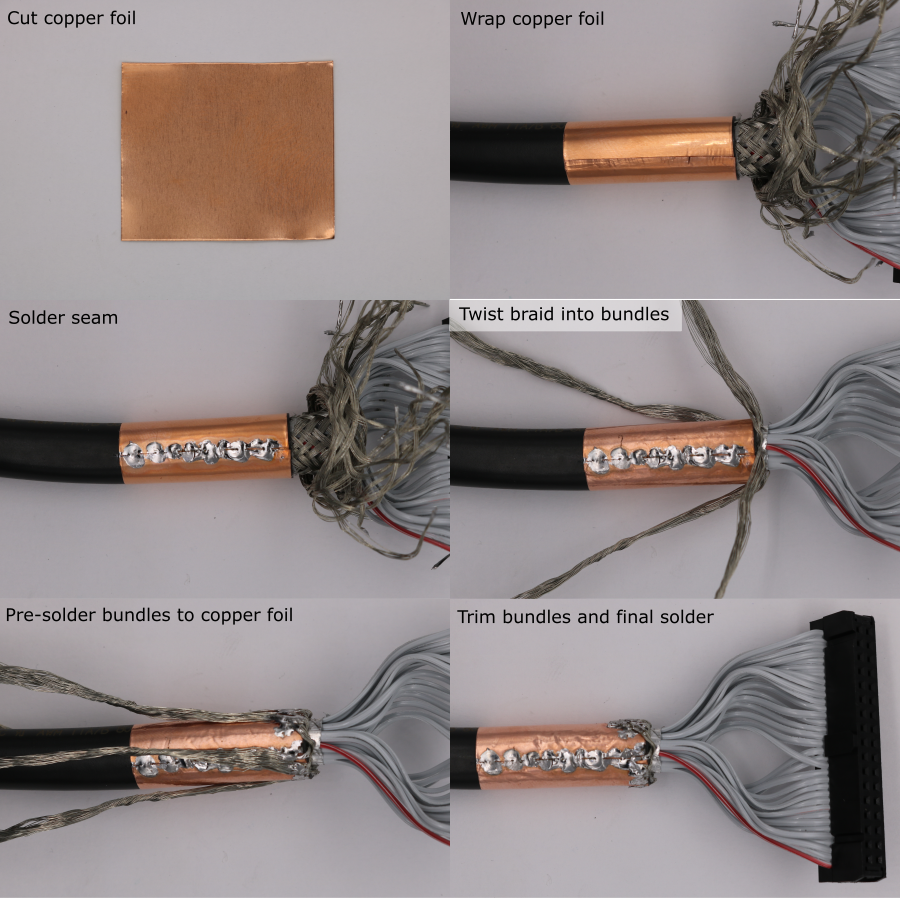 Cut copper foil
Wrap copper foil
Solder seam
Twist braid into bundles
Pre-solder bundles to copper foil
Trim bundles and final solder